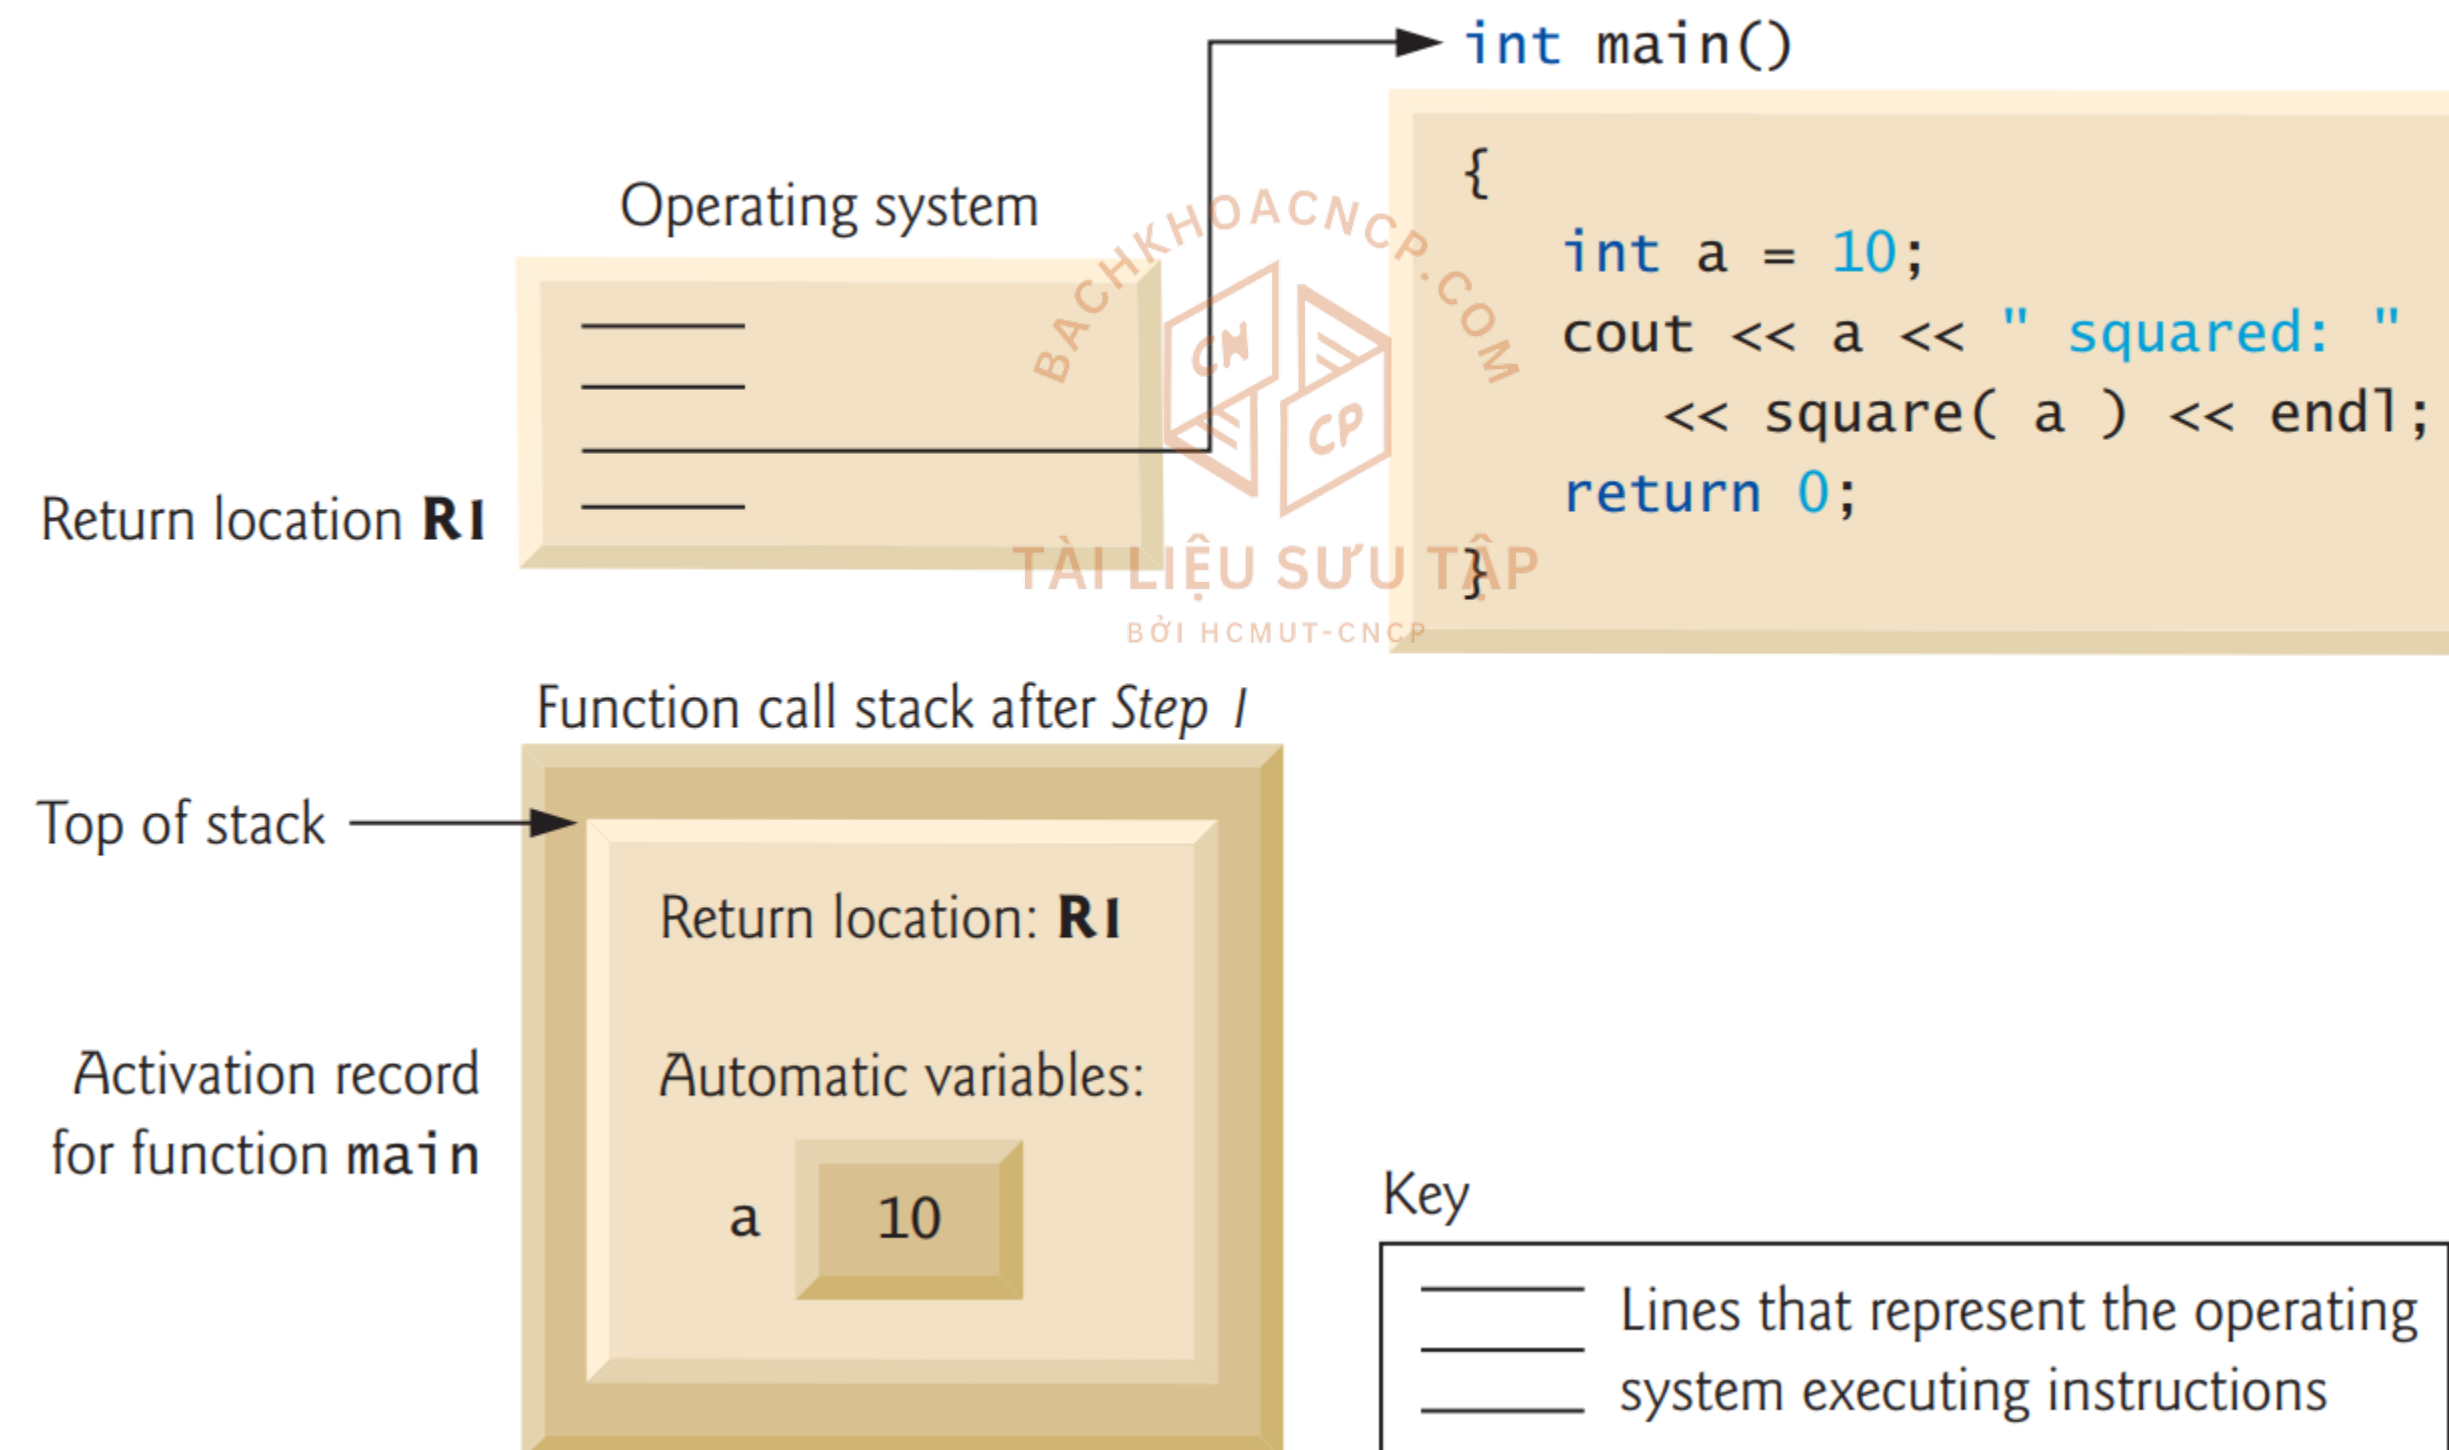 int main()
{
int a = 10;
cout << a << " squared: "
<< square( a ) << endl;
return 0;
}
Operating system
Return location R1
BACHKHOACNCP.COM
CN
CP
TÀI LIỆU SƯU TẬP
BỞI HCMUT-CNCP
Function call stack after Step 1
Top of stack
Return location: R1
Activation record
for function main
Automatic variables:
a 10
Key
Lines that represent the operating
system executing instructions